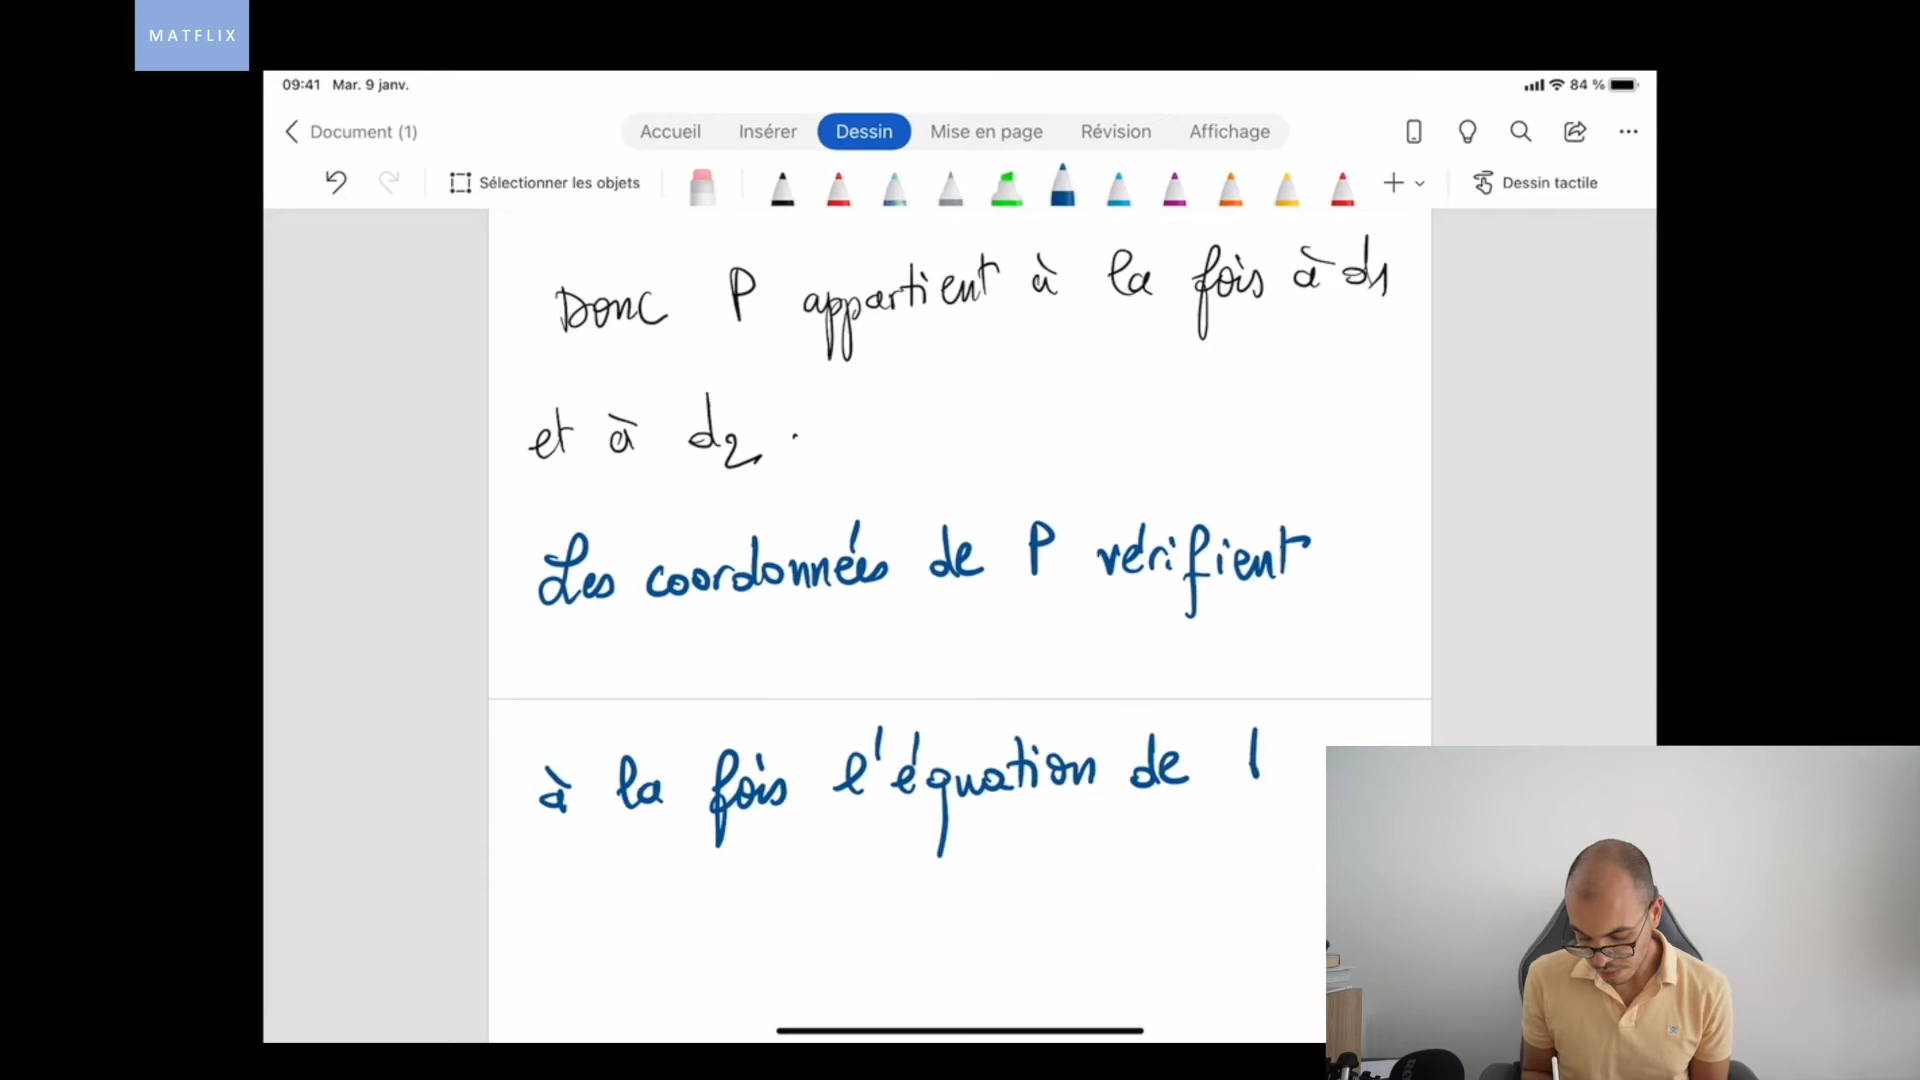 MATFLIX
09:41 Mar. 9 janv.
84 %
Document (1)
Accueil Insérer Dessin Mise en page Révision Affichage
Sélectionner les objets
Dessin tactile
Donc P appartient à la fois à d1
et à d2.
Les coordonnées de P vérifient
à la fois l'équation de